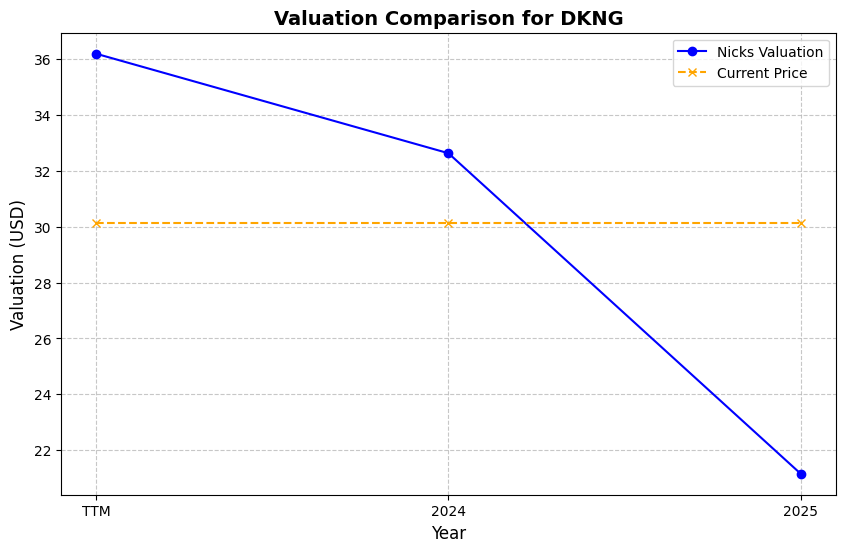 Valuation Comparison for DKNG
Nicks Valuation
Current Price
36
34
32
30
28
26
24
22
Valuation (USD)
TTM
2024
2025
Year